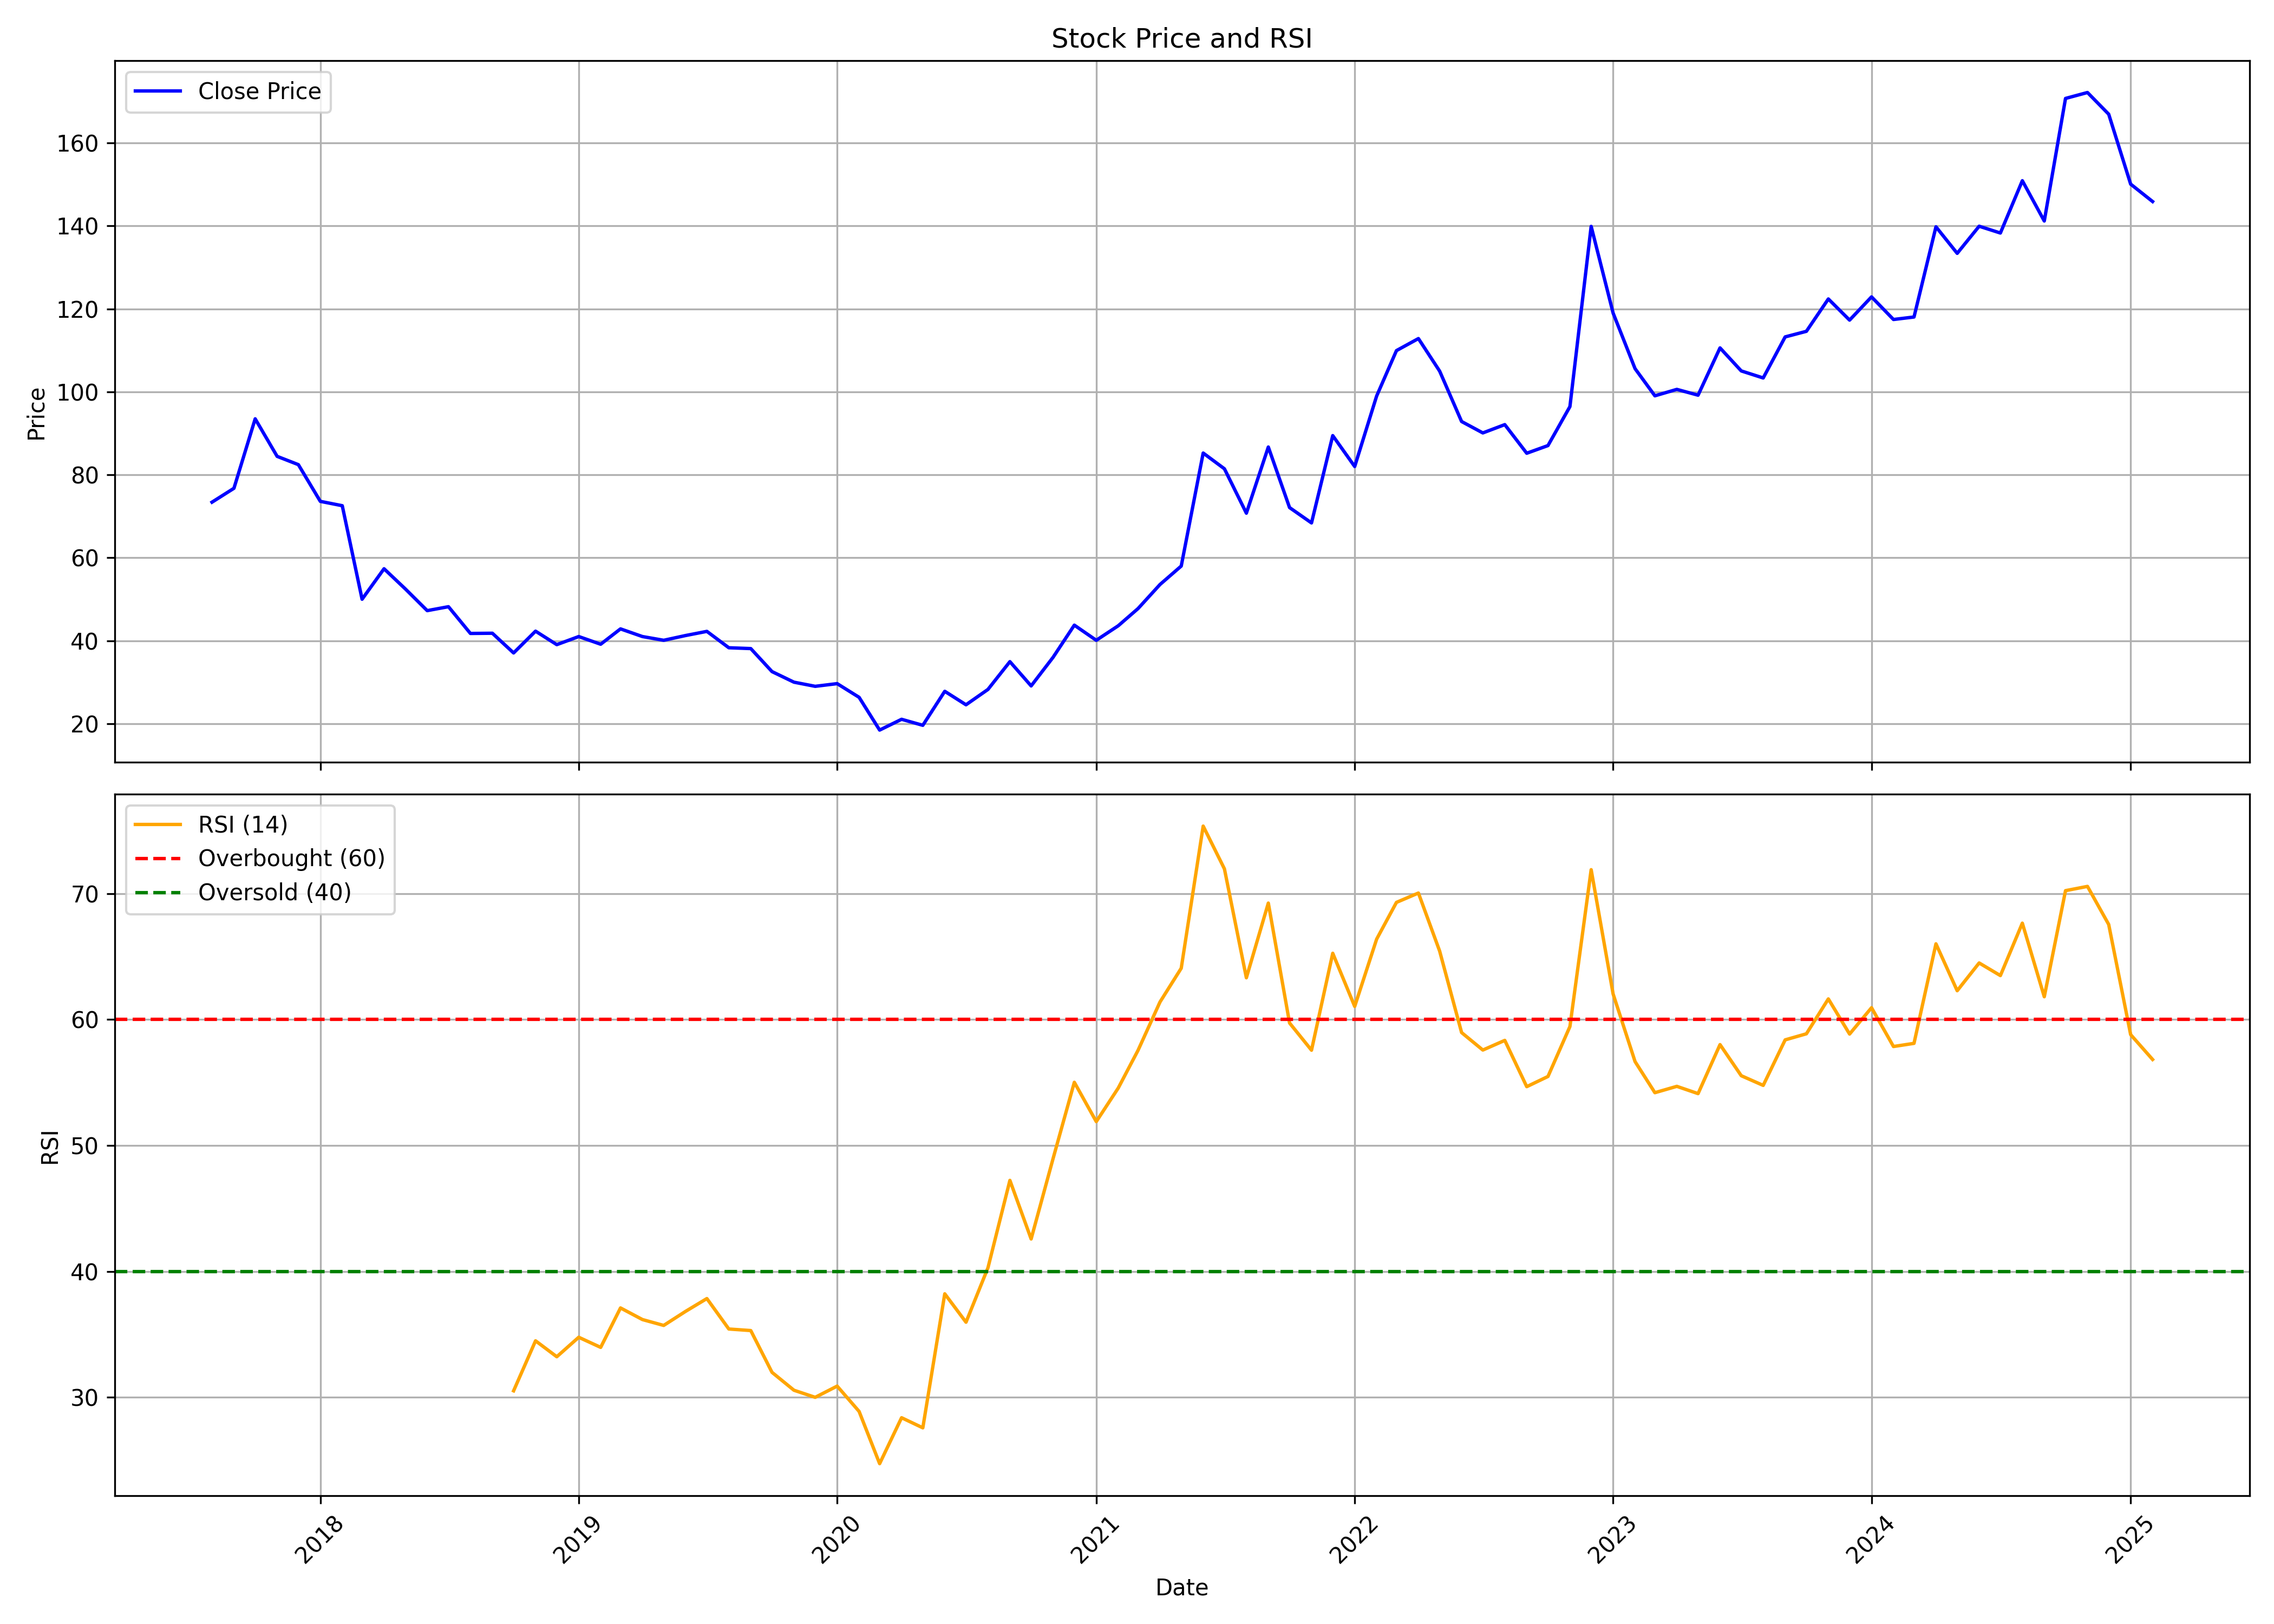 Stock Price and RSI
Close Price
Price
160
140
120
100
80
60
40
20
RSI (14)
Overbought (60)
Oversold (40)
RSI
70
60
50
40
30
2018
2019
2020
2021
2022
2023
2024
2025
Date